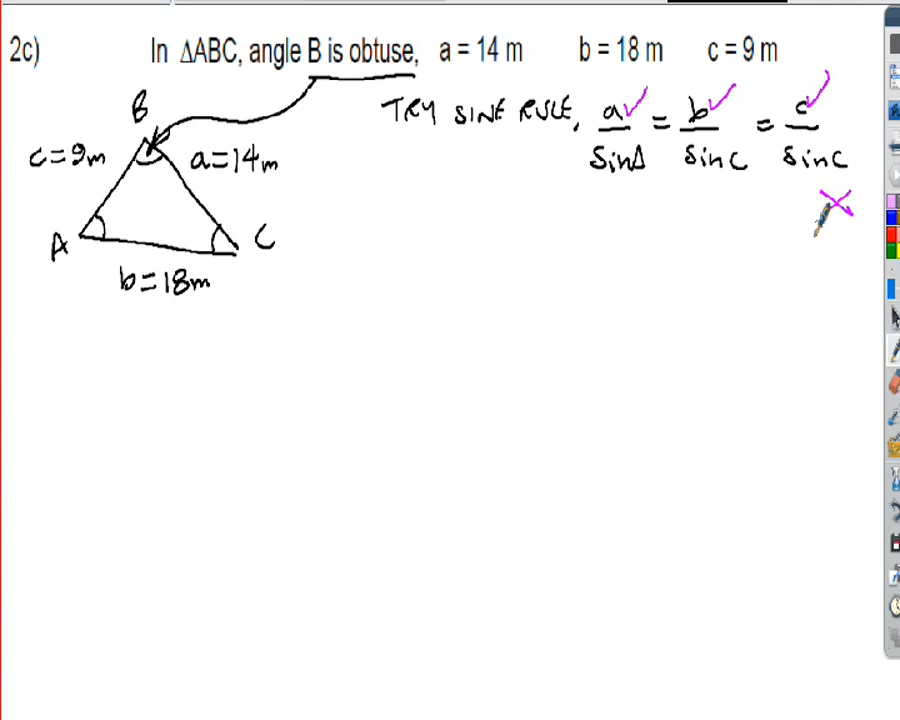 2c) In ΔABC, angle B is obtuse, a = 14 m b = 18 m c = 9 m
TRY SINE RULE, a/SinA = b/SinC = c/SinC
B
c=9m a=14m
A C
b=18m